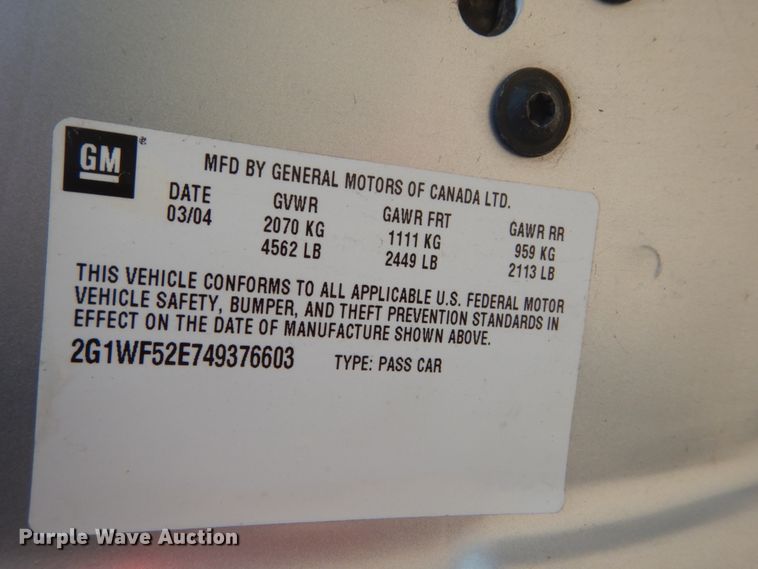 GM®
MFD BY GENERAL MOTORS OF CANADA LTD.
DATE GVWR GAWR FRT GAWR RR
03/04 2070 KG 1111 KG 959 KG
4562 LB 2449 LB 2113 LB
THIS VEHICLE CONFORMS TO ALL APPLICABLE U.S. FEDERAL MOTOR
VEHICLE SAFETY, BUMPER, AND THEFT PREVENTION STANDARDS IN
EFFECT ON THE DATE OF MANUFACTURE SHOWN ABOVE.
2G1WF52E749376603 TYPE: PASS CAR
Purple Wave Auction